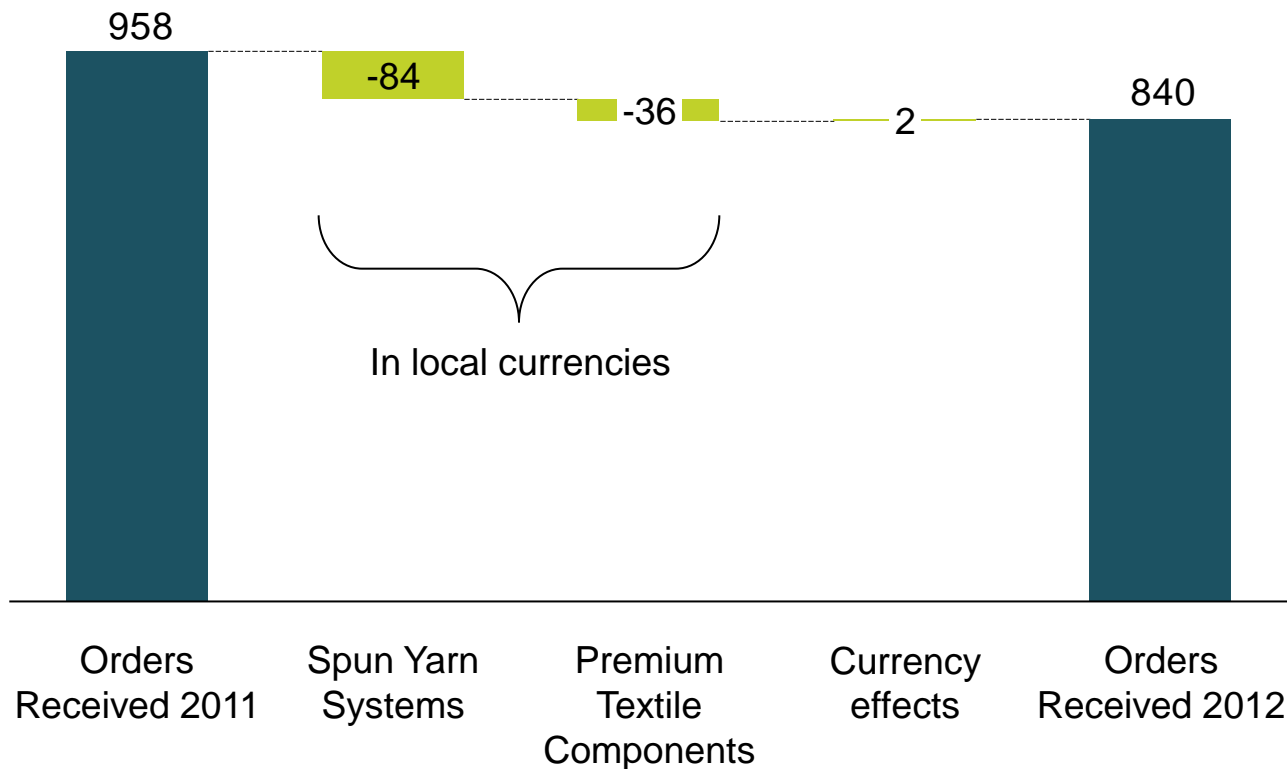 958
-84
-36
2
840
In local currencies
Orders
Received 2011
Spun Yarn
Systems
Premium
Textile
Components
Currency
effects
Orders
Received 2012